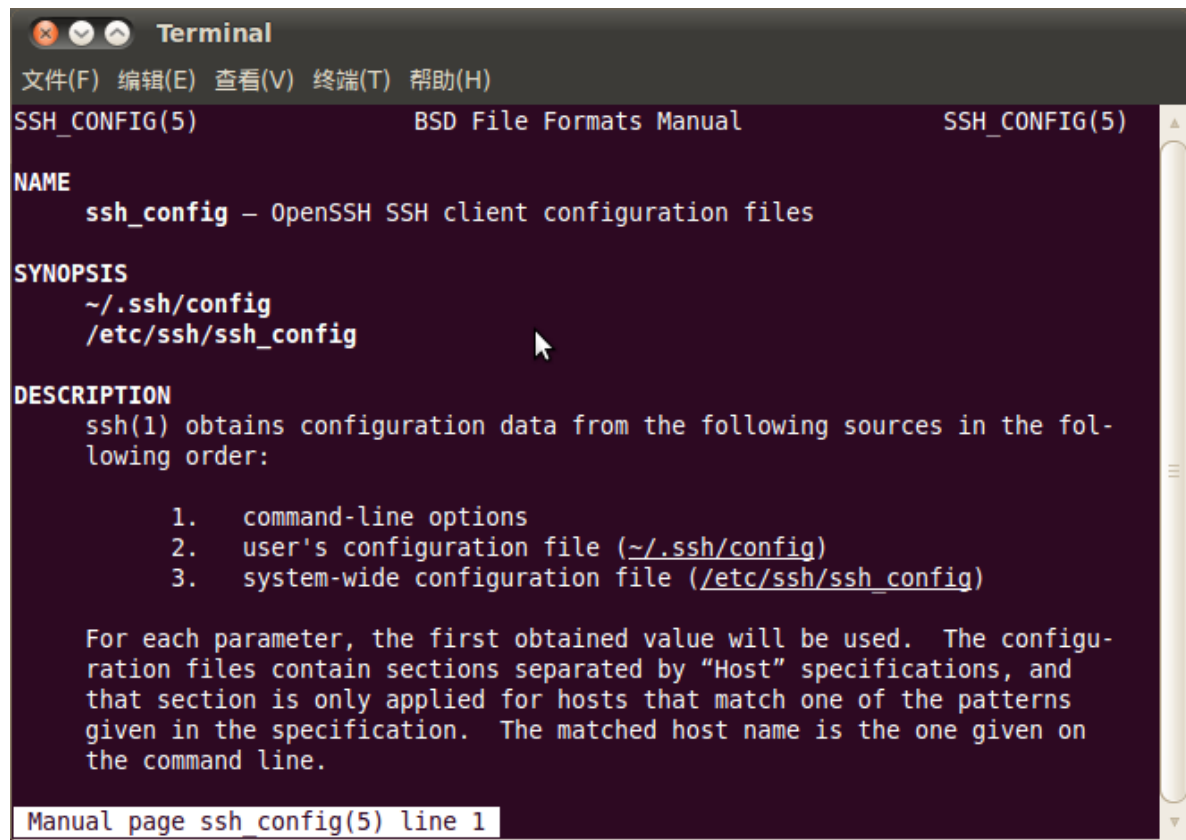 Terminal
文件(F) 编辑(E) 查看(V) 终端(T) 帮助(H)
SSH_CONFIG(5) BSD File Formats Manual SSH_CONFIG(5)
NAME
ssh_config — OpenSSH SSH client configuration files
SYNOPSIS
~/.ssh/config
/etc/ssh/ssh_config
DESCRIPTION
ssh(1) obtains configuration data from the following sources in the fol-
lowing order:
1. command-line options
2. user's configuration file (~/.ssh/config)
3. system-wide configuration file (/etc/ssh/ssh_config)
For each parameter, the first obtained value will be used. The configu-
ration files contain sections separated by “Host” specifications, and
that section is only applied for hosts that match one of the patterns
given in the specification. The matched host name is the one given on
the command line.
Manual page ssh_config(5) line 1